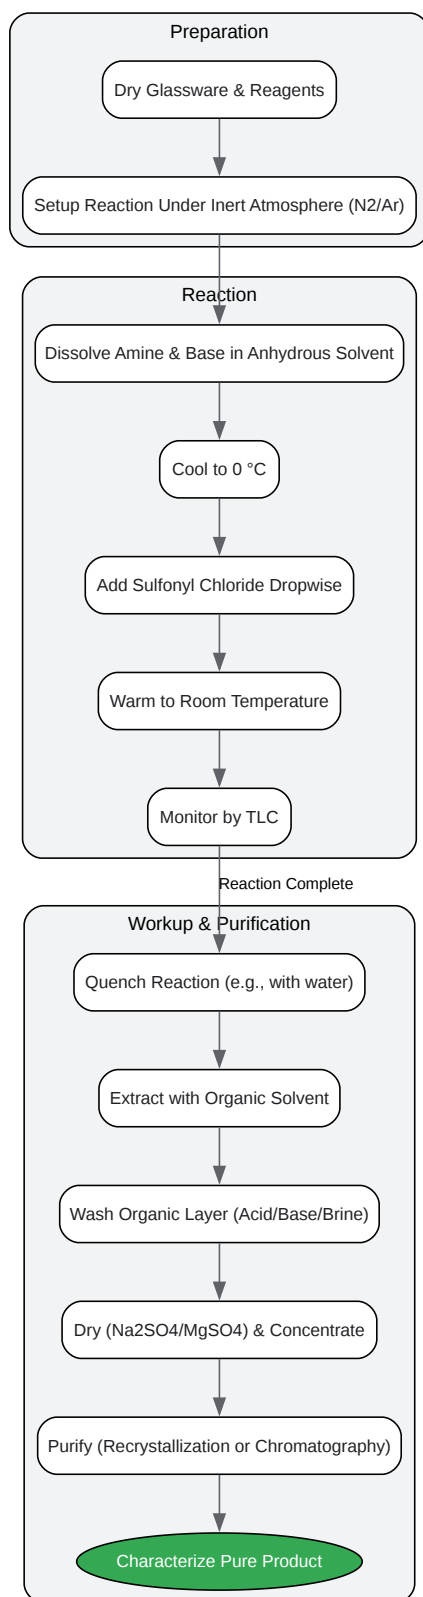 Preparation
Dry Glassware & Reagents
Setup Reaction Under Inert Atmosphere (N2/Ar)
Reaction
Dissolve Amine & Base in Anhydrous Solvent
Cool to 0 °C
Add Sulfonyl Chloride Dropwise
Warm to Room Temperature
Monitor by TLC
Reaction Complete
Workup & Purification
Quench Reaction (e.g., with water)
Extract with Organic Solvent
Wash Organic Layer (Acid/Base/Brine)
Dry (Na2SO4/MgSO4) & Concentrate
Purify (Recrystallization or Chromatography)
Characterize Pure Product